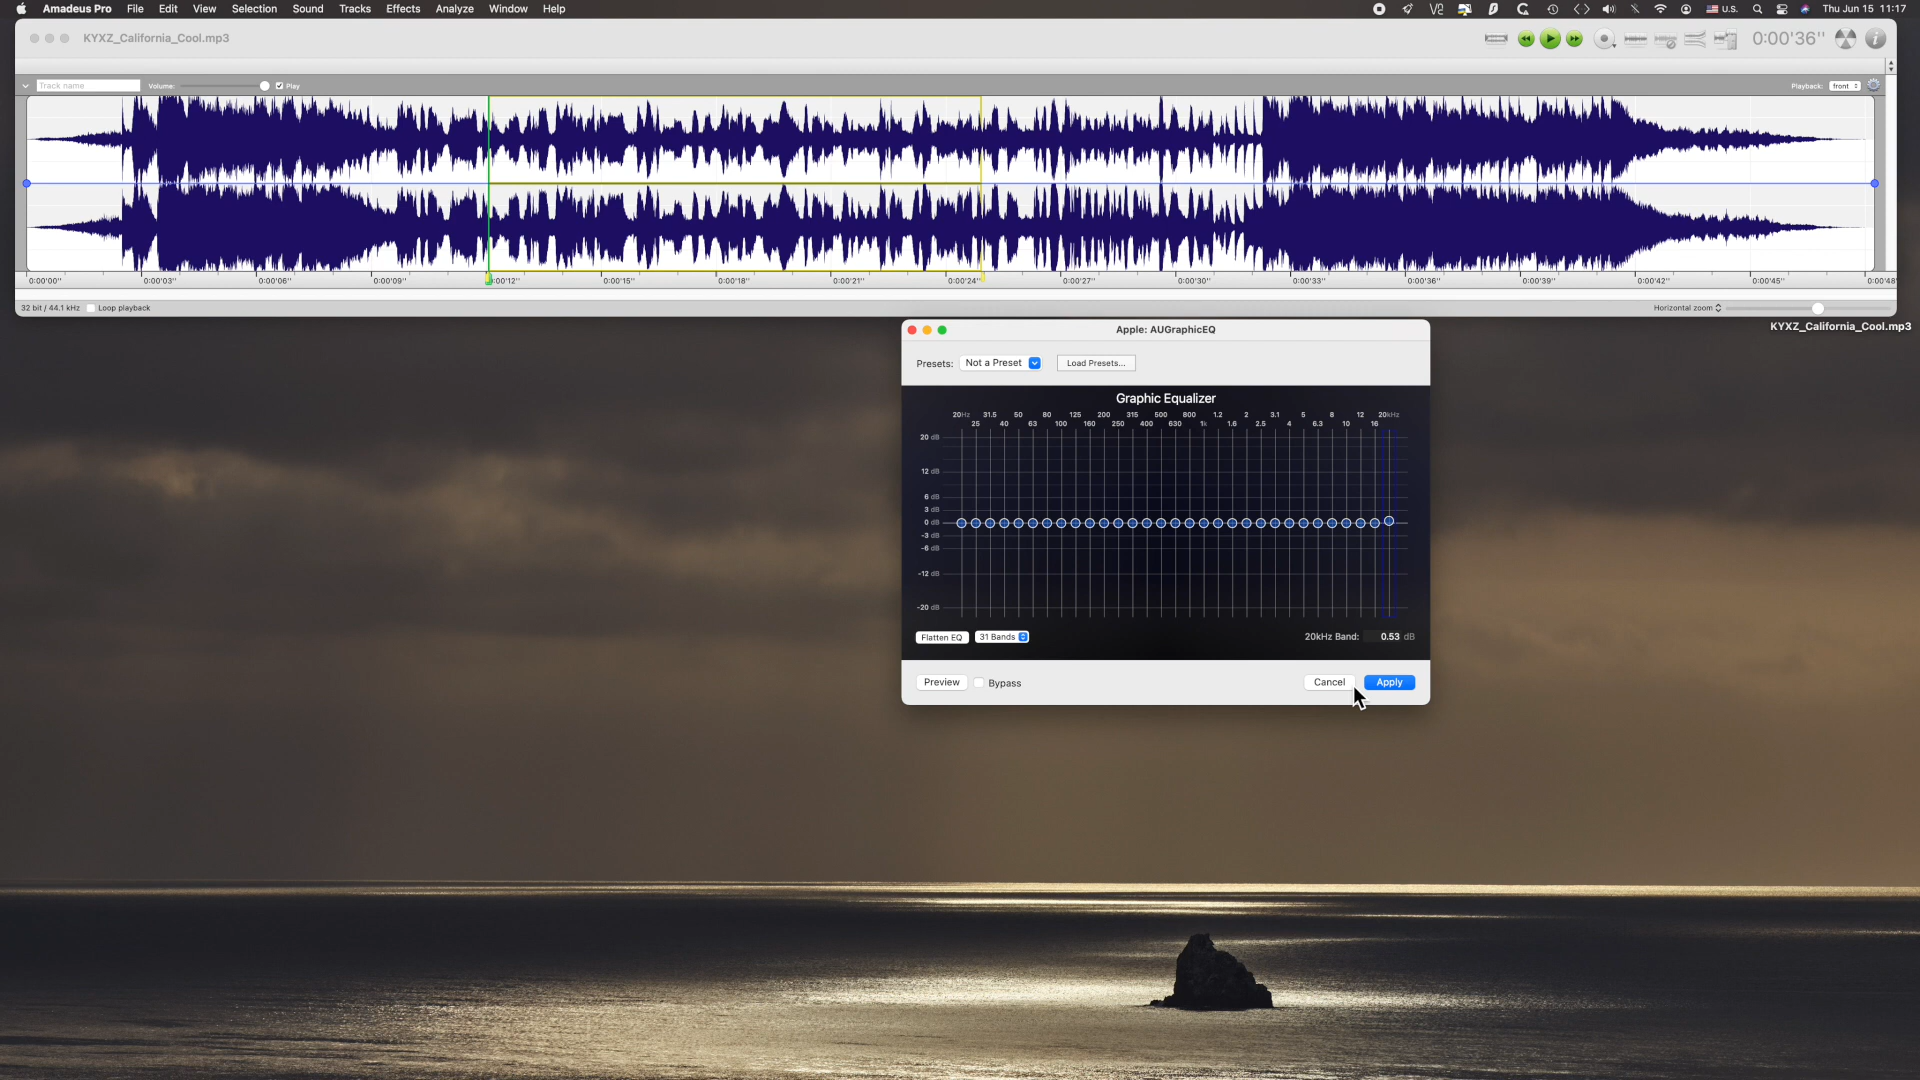 Amadeus Pro File Edit View Selection Sound Tracks Effects Analyze Window Help U.S. Thu Jun 15 11:17
KYXZ_California_Cool.mp3 0:00'36"
Track name Volume: Play Playback: front
0:00'00" 0:00'03" 0:00'06" 0:00'09" 0:00'12" 0:00'15" 0:00'18" 0:00'21" 0:00'24" 0:00'27" 0:00'30" 0:00'33" 0:00'36" 0:00'39" 0:00'42" 0:00'45" 0:00'48"
32 bit / 44.1 kHz Loop playback Horizontal zoom
KYXZ_California_Cool.mp3
Apple: AUGraphicEQ
Presets: Not a Preset Load Presets...
Graphic Equalizer
20Hz 31.5 50 80 125 200 315 500 800 1.2 2 3.1 5 8 12 20kHz
25 40 63 100 160 250 400 630 1k 1.6 2.5 4 6.3 10 16
20 dB
12 dB
6 dB
3 dB
0 dB
-3 dB
-6 dB
-12 dB
-20 dB
Flatten EQ 31 Bands 20kHz Band: 0.53 dB
Preview Bypass Cancel Apply